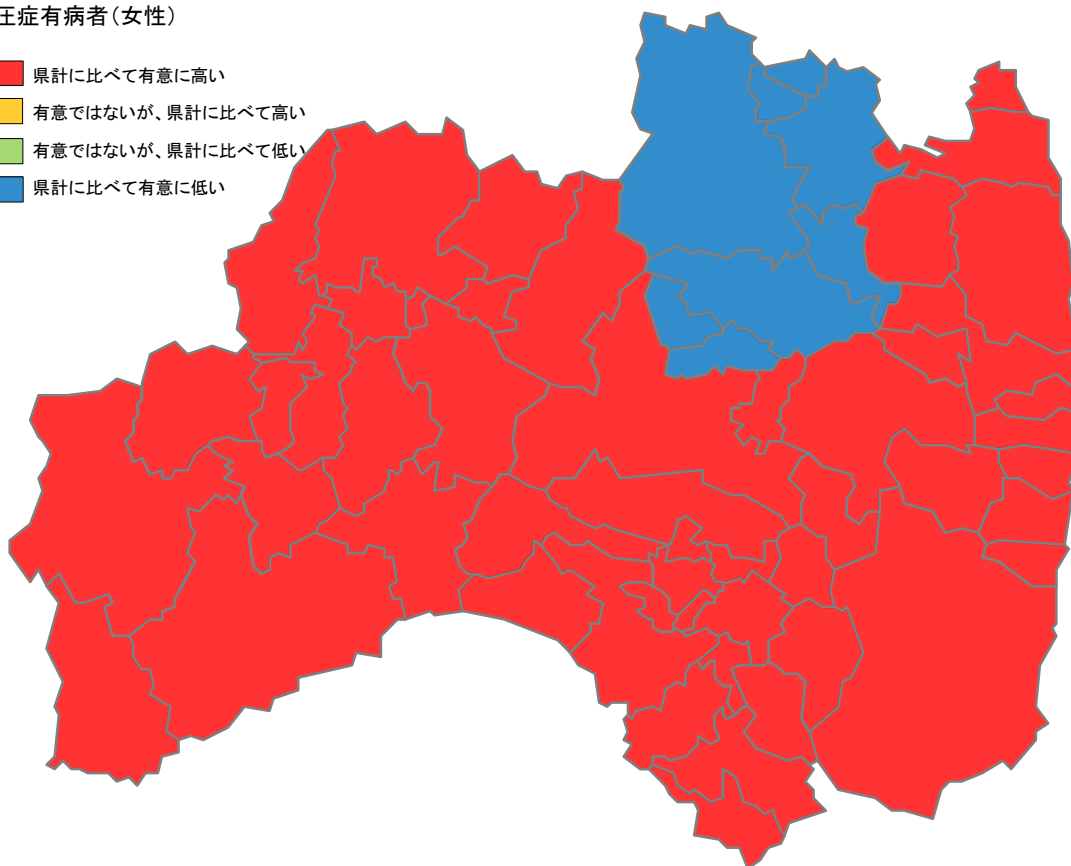 圧症有病者（女性）
県計に比べて有意に高い
有意ではないが、県計に比べて高い
有意ではないが、県計に比べて低い
県計に比べて有意に低い